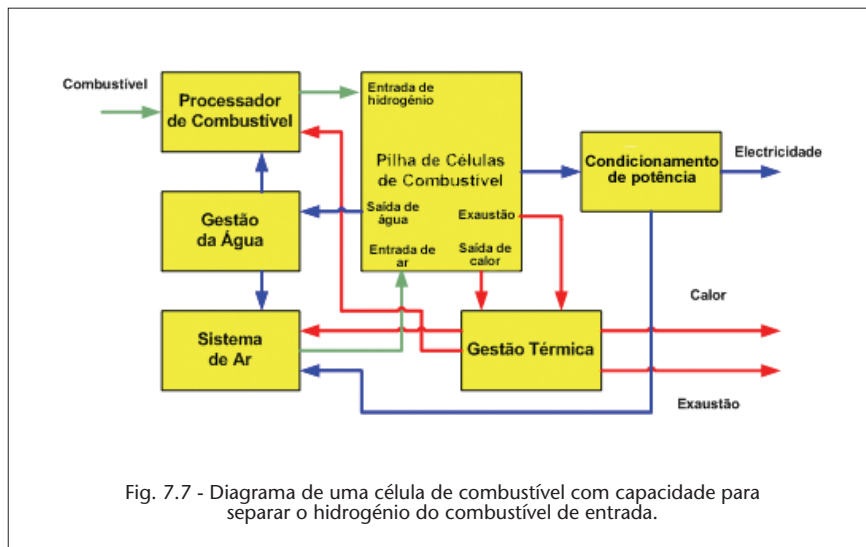 Combustível
Processador
de Combustível
Entrada de
hidrogénio
Pilha de Células
de Combustível
Condicionamento
de potência
Electricidade
Gestão
da Água
Saída de
água
Exaustão
Entrada de
ar
Saída de
calor
Sistema
de Ar
Gestão Térmica
Calor
Exaustão
Fig. 7.7 - Diagrama de uma célula de combustível com capacidade para
separar o hidrogénio do combustível de entrada.